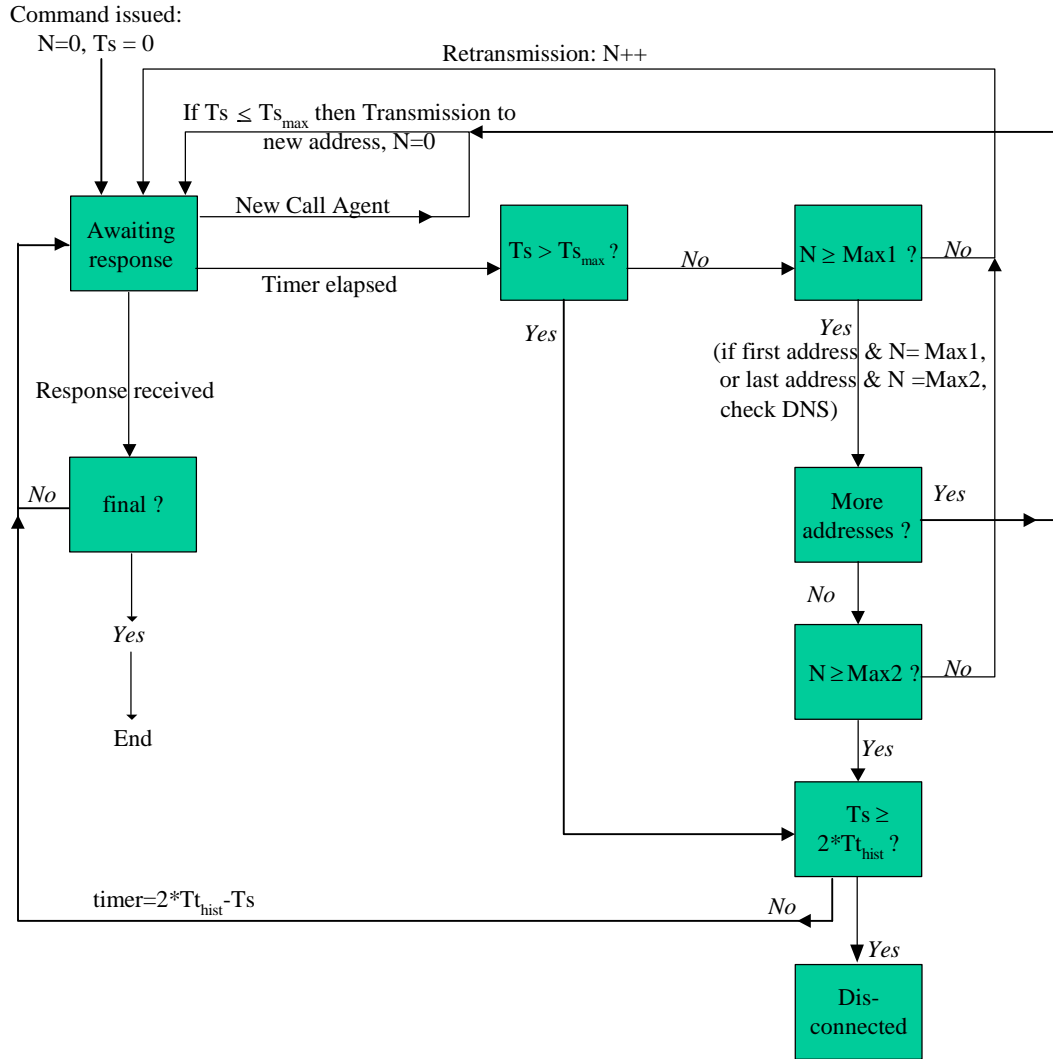 Command issued:
N=0, Ts = 0
Retransmission: N++
If Ts ≤ Tsmax then Transmission to
new address, N=0
New Call Agent
Awaiting
response
Timer elapsed
Ts > Tsmax ?
No
N ≥ Max1 ?
No
Yes
Yes
(if first address & N= Max1,
or last address & N =Max2,
check DNS)
Response received
final ?
No
More
addresses ?
Yes
No
Yes
N ≥ Max2 ?
No
End
Yes
Ts ≥
2*Tthist ?
timer=2*Tthist-Ts
No
Yes
Dis-
connected